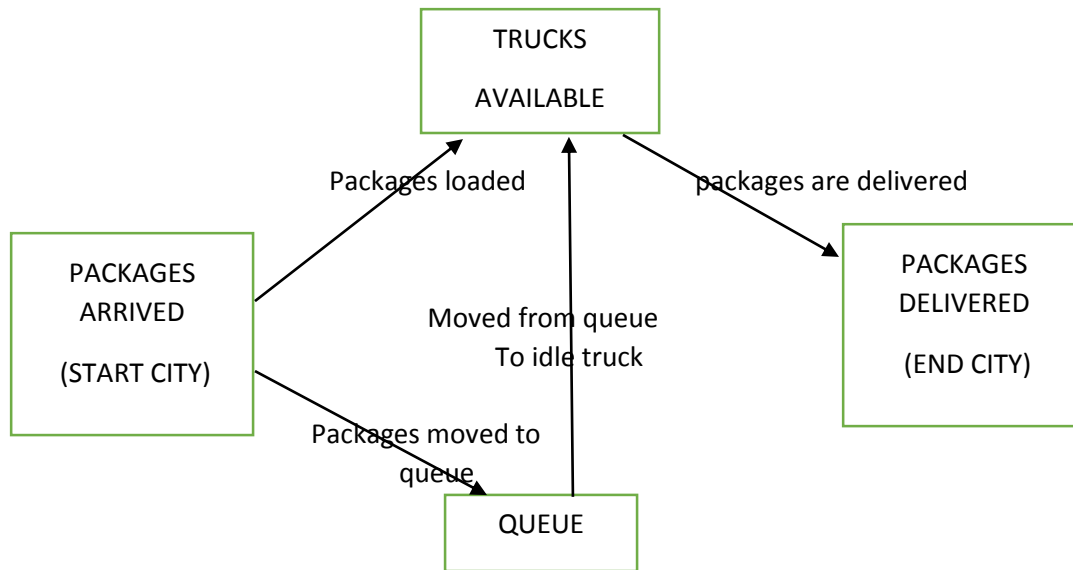 TRUCKS
AVAILABLE
Packages loaded
packages are delivered
PACKAGES
ARRIVED
(START CITY)
PACKAGES
DELIVERED
(END CITY)
Moved from queue
To idle truck
Packages moved to
queue
QUEUE